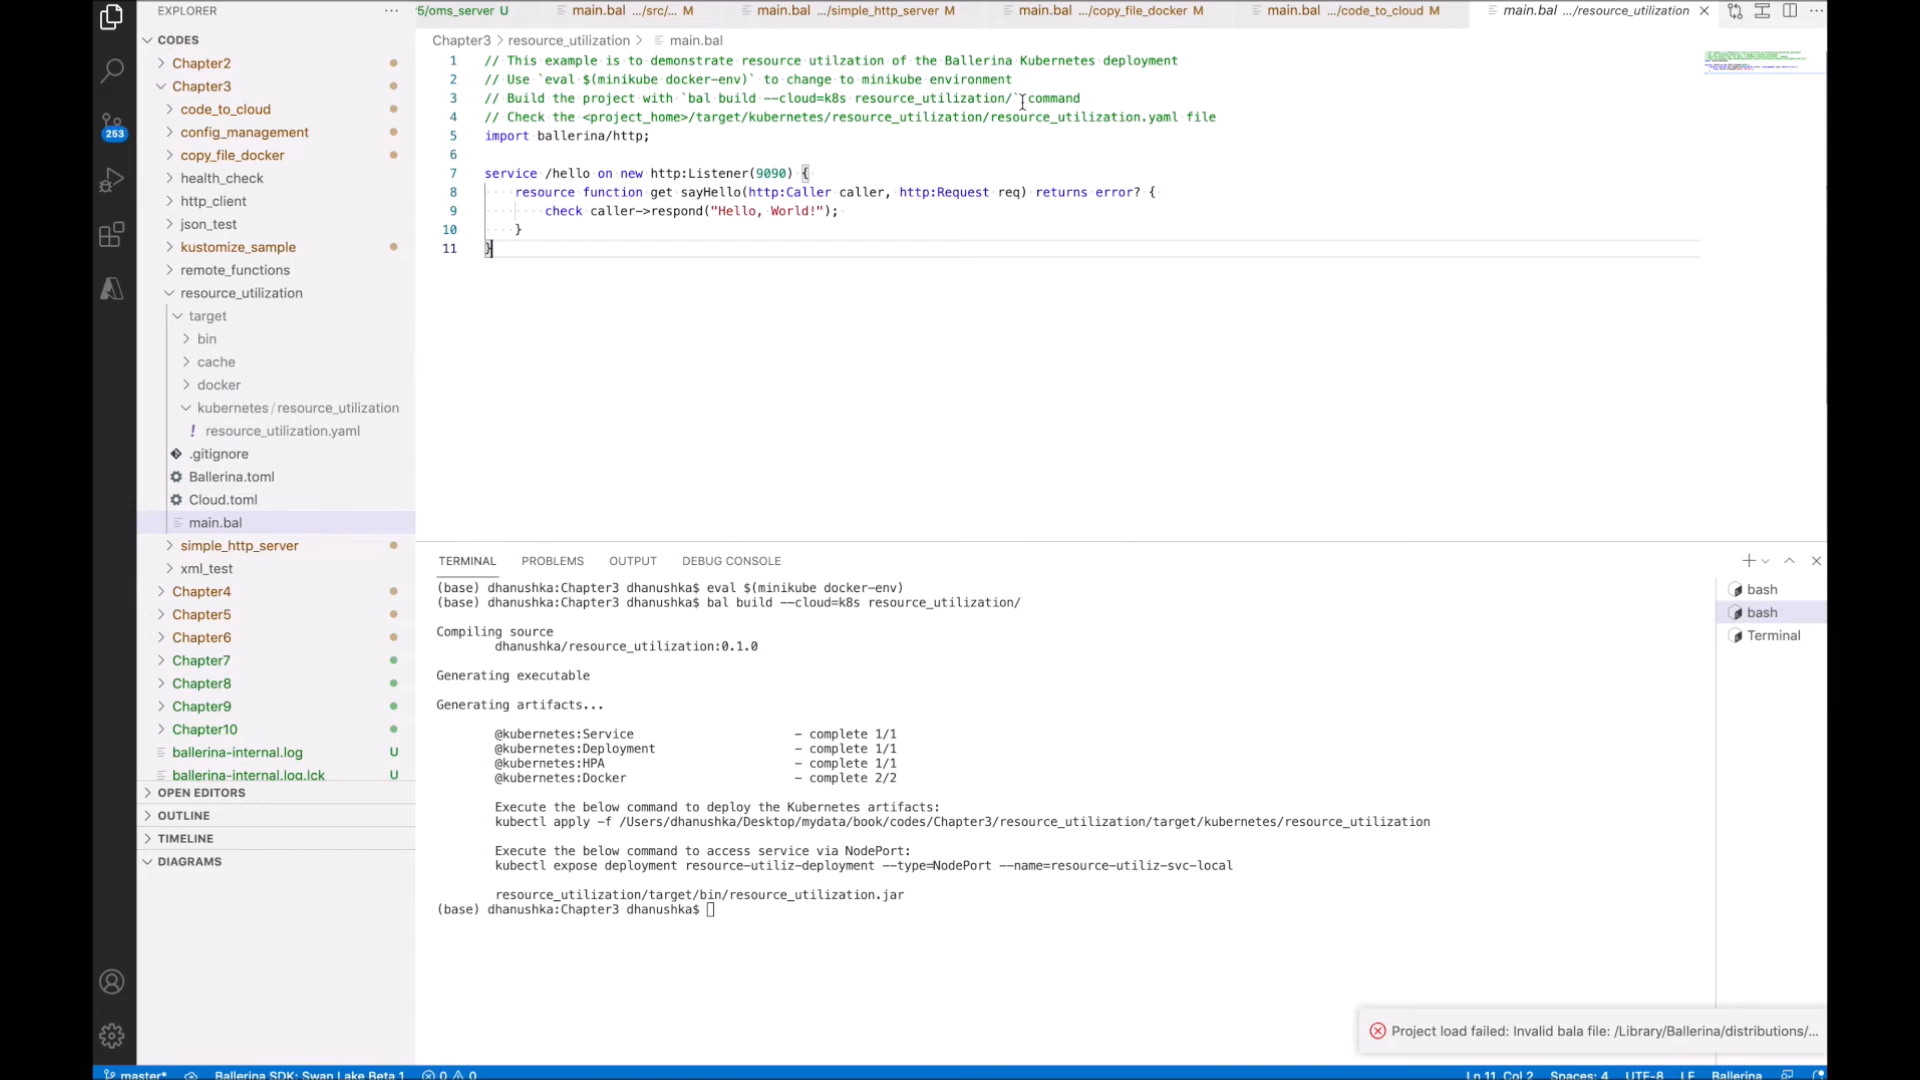 EXPLORER
CODES
Chapter2
Chapter3
code_to_cloud
config_management
copy_file_docker
health_check
http_client
json_test
kustomize_sample
remote_functions
resource_utilization
target
bin
cache
docker
kubernetes / resource_utilization
! resource_utilization.yaml
.gitignore
Ballerina.toml
Cloud.toml
main.bal
simple_http_server
xml_test
Chapter4
Chapter5
Chapter6
Chapter7
Chapter8
Chapter9
Chapter10
ballerina-internal.log U
ballerina-internal.log.lck U
OPEN EDITORS
OUTLINE
TIMELINE
DIAGRAMS
253
5/oms_server U main.bal .../src/... M main.bal .../simple_http_server M main.bal .../copy_file_docker M main.bal .../code_to_cloud M main.bal .../resource_utilization
Chapter3 > resource_utilization > main.bal
1 // This example is to demonstrate resource utilzation of the Ballerina Kubernetes deployment
2 // Use `eval $(minikube docker-env)` to change to minikube environment
3 // Build the project with `bal build --cloud=k8s resource_utilization/` command
4 // Check the <project_home>/target/kubernetes/resource_utilization/resource_utilization.yaml file
5 import ballerina/http;
6
7 service /hello on new http:Listener(9090) {
8 resource function get sayHello(http:Caller caller, http:Request req) returns error? {
9 check caller->respond("Hello, World!");
10 }
11 }
TERMINAL PROBLEMS OUTPUT DEBUG CONSOLE
(base) dhanushka:Chapter3 dhanushka$ eval $(minikube docker-env)
(base) dhanushka:Chapter3 dhanushka$ bal build --cloud=k8s resource_utilization/
Compiling source
dhanushka/resource_utilization:0.1.0
Generating executable
Generating artifacts...
@kubernetes:Service - complete 1/1
@kubernetes:Deployment - complete 1/1
@kubernetes:HPA - complete 1/1
@kubernetes:Docker - complete 2/2
Execute the below command to deploy the Kubernetes artifacts:
kubectl apply -f /Users/dhanushka/Desktop/mydata/book/codes/Chapter3/resource_utilization/target/kubernetes/resource_utilization
Execute the below command to access service via NodePort:
kubectl expose deployment resource-utiliz-deployment --type=NodePort --name=resource-utiliz-svc-local
resource_utilization/target/bin/resource_utilization.jar
(base) dhanushka:Chapter3 dhanushka$
bash
bash
Terminal
Project load failed: Invalid bala file: /Library/Ballerina/distributions/...
master* Ballerina SDK: Swan Lake Beta 1 0 0 Ln 11, Col 2 Spaces: 4 UTF-8 LF Ballerina